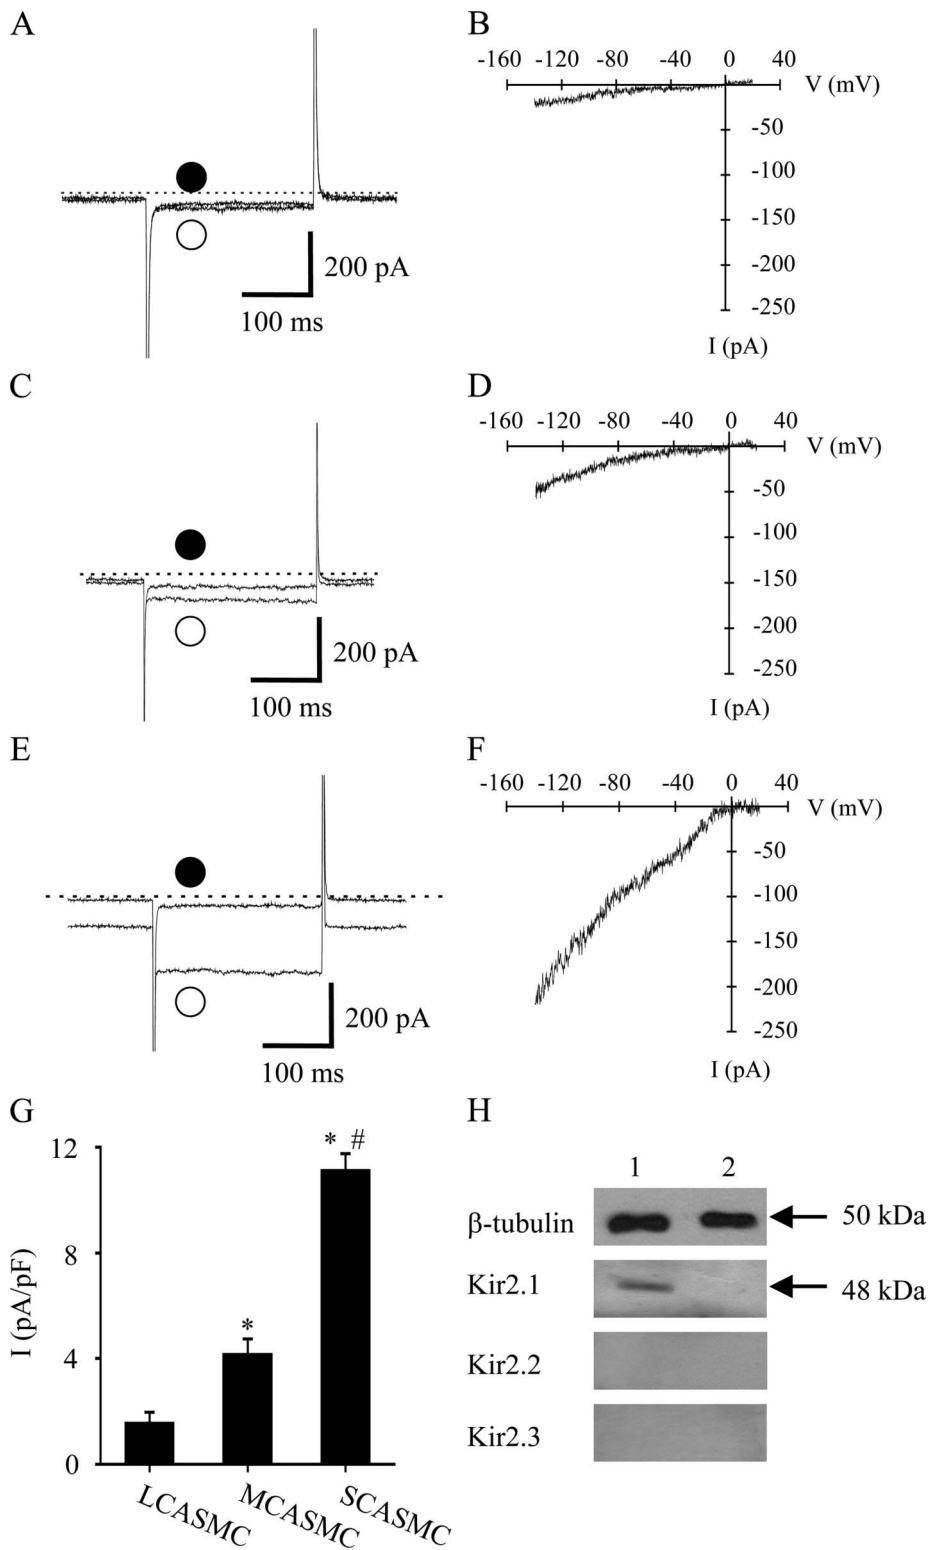 A
200 pA
100 ms
B
-160 -120 -80 -40 0 40
V (mV)
-50
-100
-150
-200
-250
I (pA)
C
200 pA
100 ms
D
-160 -120 -80 -40 0 40
V (mV)
-50
-100
-150
-200
-250
I (pA)
E
200 pA
100 ms
F
-160 -120 -80 -40 0 40
V (mV)
-50
-100
-150
-200
-250
I (pA)
G
I (pA/pF)
12
8
4
0
*
* #
LCASMC
MCASMC
SCASMC
H
1 2
β-tubulin
50 kDa
Kir2.1
48 kDa
Kir2.2
Kir2.3